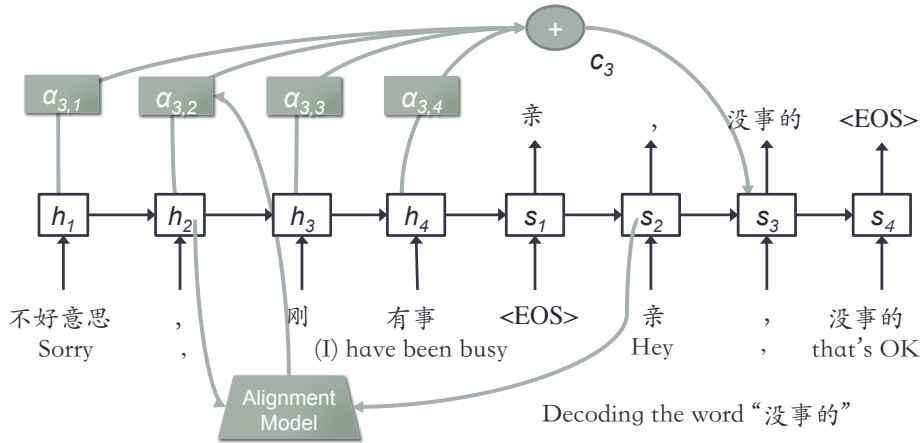 +
c3
α3,1 α3,2 α3,3 α3,4
亲 , 没事的 <EOS>
h1 h2 h3 h4 s1 s2 s3 s4
不好意思 , 刚 有事 <EOS> 亲 , 没事的
Sorry , (I) have been busy Hey , that's OK
Alignment
Model
Decoding the word “没事的”